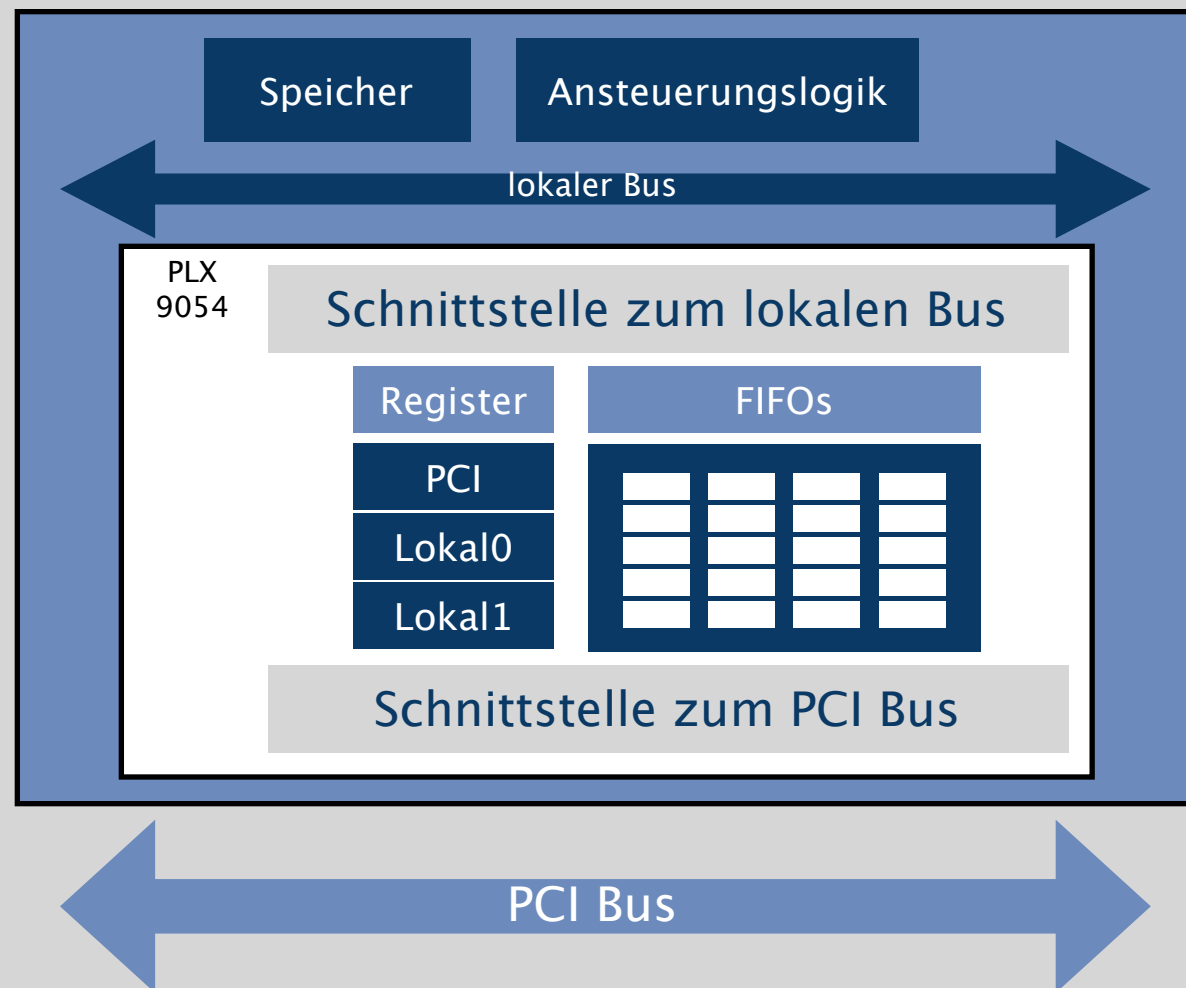 Speicher
Ansteuerungslogik
lokaler Bus
PLX
9054
Schnittstelle zum lokalen Bus
Register
FIFOs
PCI
Lokal0
Lokal1
Schnittstelle zum PCI Bus
PCI Bus